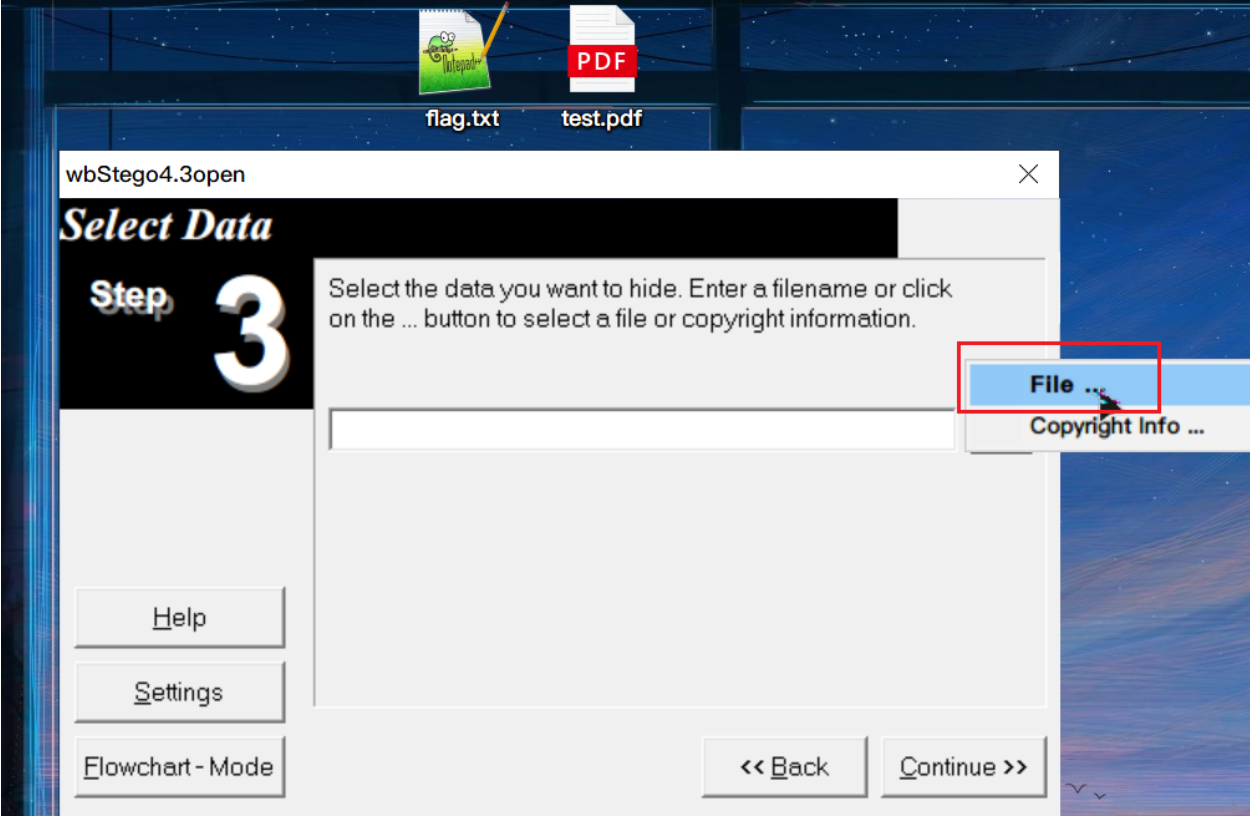 Notepad++
PDF
flag.txt
test.pdf
wbStego4.3open
Select Data
Step 3
Select the data you want to hide. Enter a filename or click
on the ... button to select a file or copyright information.
File ...
Copyright Info ...
Help
Settings
Flowchart - Mode
<< Back
Continue >>